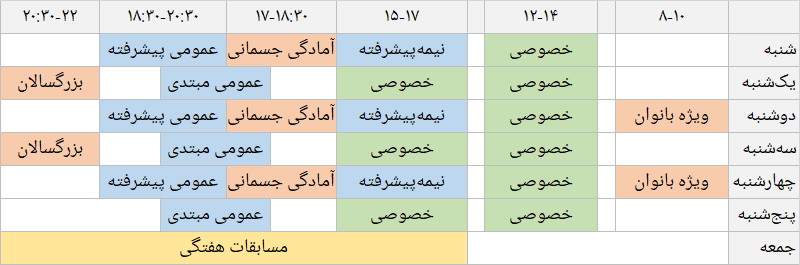 ۸-۱۰ ۱۲-۱۴ ۱۵-۱۷ ۱۷-۱۸:۳۰ ۱۸:۳۰-۲۰:۳۰ ۲۰:۳۰-۲۲
شنبه خصوصی نیمه‌پیشرفته آمادگی جسمانی عمومی پیشرفته
یک‌شنبه خصوصی خصوصی عمومی مبتدی بزرگسالان
دوشنبه ویژه بانوان خصوصی نیمه‌پیشرفته آمادگی جسمانی عمومی پیشرفته
سه‌شنبه خصوصی خصوصی عمومی مبتدی بزرگسالان
چهارشنبه ویژه بانوان خصوصی نیمه‌پیشرفته آمادگی جسمانی عمومی پیشرفته
پنج‌شنبه خصوصی خصوصی عمومی مبتدی
جمعه مسابقات هفتگی